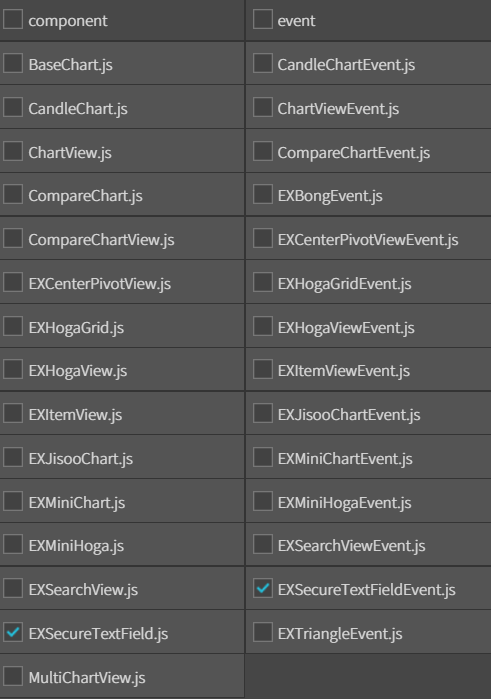 component
BaseChart.js
CandleChart.js
ChartView.js
CompareChart.js
CompareChartView.js
EXCenterPivotView.js
EXHogaGrid.js
EXHogaView.js
EXItemView.js
EXJisooChart.js
EXMiniChart.js
EXMiniHoga.js
EXSearchView.js
EXSecureTextField.js
MultiChartView.js
event
CandleChartEvent.js
ChartViewEvent.js
CompareChartEvent.js
EXBongEvent.js
EXCenterPivotViewEvent.js
EXHogaGridEvent.js
EXHogaViewEvent.js
EXItemViewEvent.js
EXJisooChartEvent.js
EXMiniChartEvent.js
EXMiniHogaEvent.js
EXSearchViewEvent.js
EXSecureTextFieldEvent.js
EXTriangleEvent.js